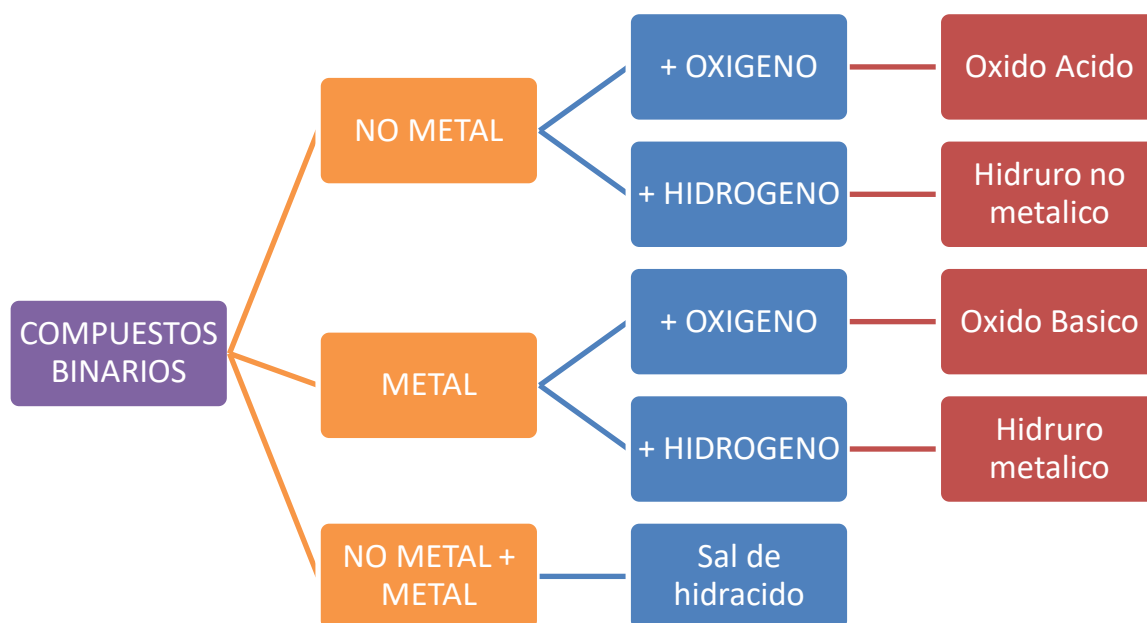 COMPUESTOS
BINARIOS
NO METAL
+ OXIGENO
Oxido Acido
+ HIDROGENO
Hidruro no
metalico
METAL
+ OXIGENO
Oxido Basico
+ HIDROGENO
Hidruro
metalico
NO METAL +
METAL
Sal de
hidracido